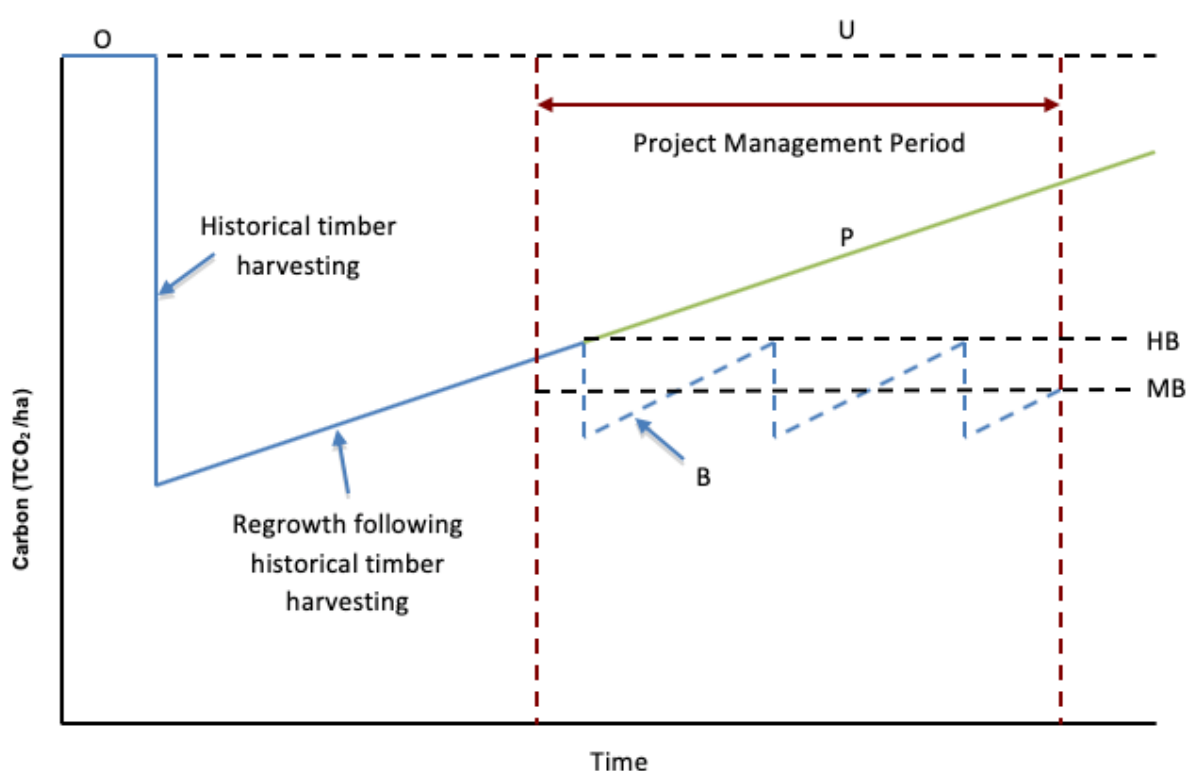 O
U
Project Management Period
Historical timber
harvesting
P
HB
MB
B
Regrowth following
historical timber
harvesting
Carbon (TCO₂ /ha)
Time